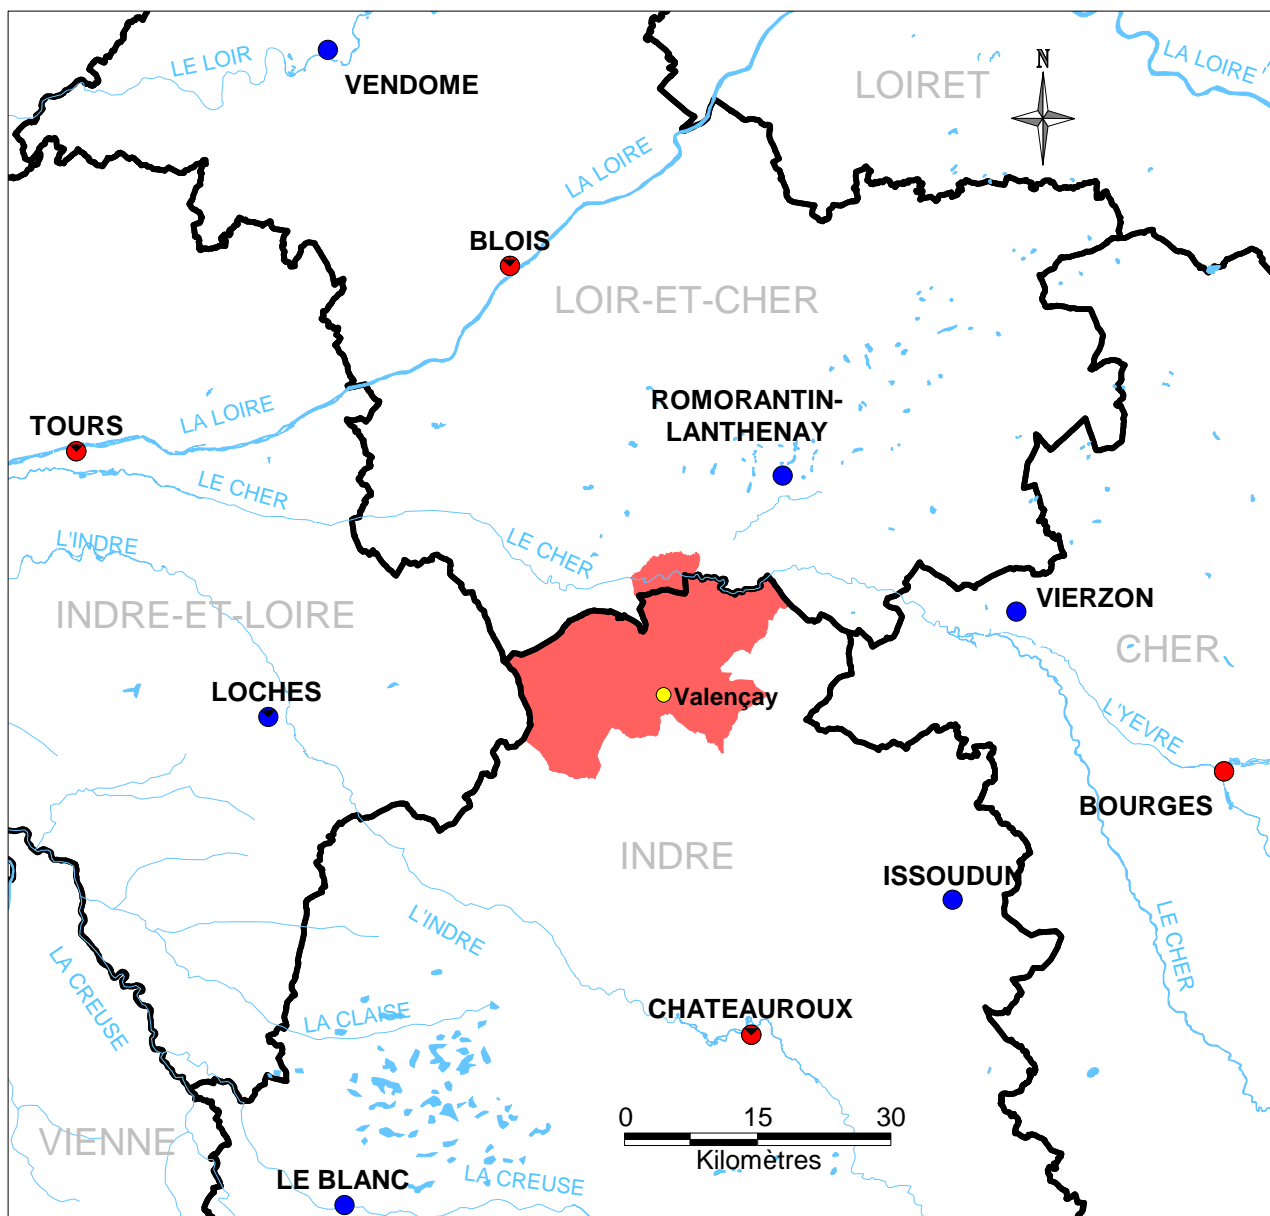 N
LE LOIR
VENDOME
LOIRET
LA LOIRE
LA LOIRE
BLOIS
LOIR-ET-CHER
TOURS
LA LOIRE
ROMORANTIN-
LANTHENAY
LE CHER
L'INDRE
LE CHER
INDRE-ET-LOIRE
VIERZON
CHER
LOCHES
Valençay
L'YEVRE
BOURGES
INDRE
ISSOUDUN
L'INDRE
LE CHER
LA CREUSE
LA CLAISE
CHATEAUROUX
0 15 30
Kilomètres
VIENNE
LE BLANC
LA CREUSE